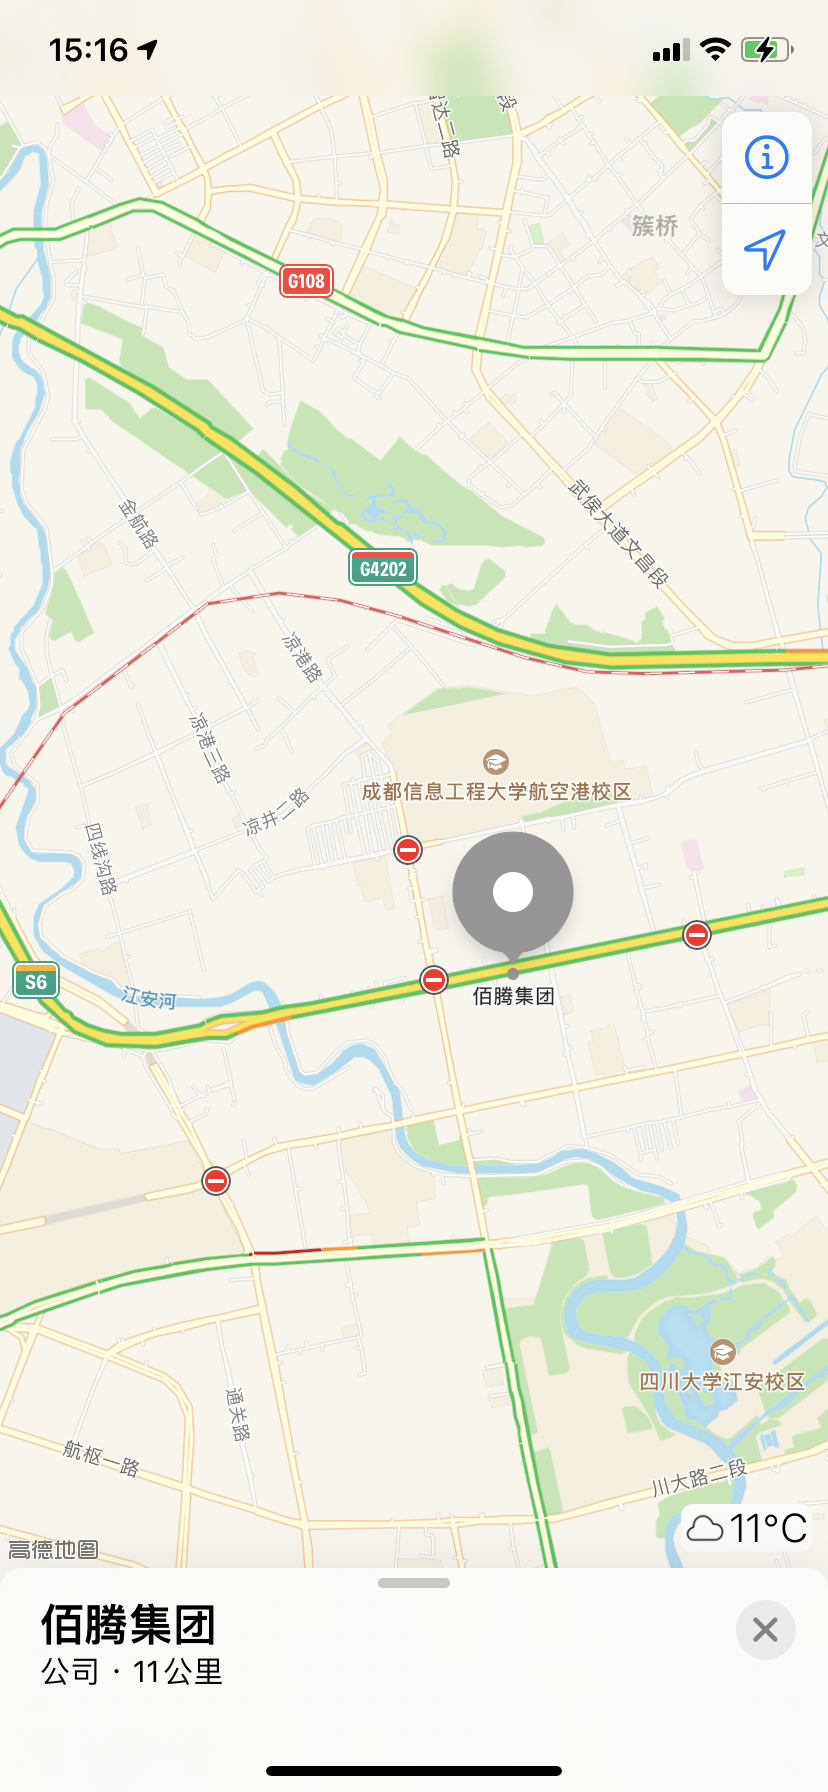 15:16
簇桥
G108
武侯大道文昌段
金航路
G4202
凉港路
凉港三路
成都信息工程大学航空港校区
凉井二路
四线沟路
S6
江安河
佰腾集团
四川大学江安校区
通关路
航枢一路
川大路二段
11°C
高德地图
佰腾集团
公司 · 11公里